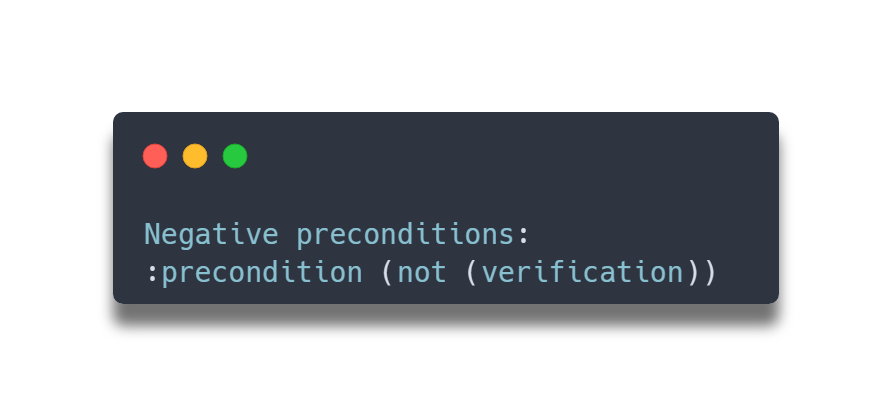 Negative preconditions:
:precondition (not (verification))